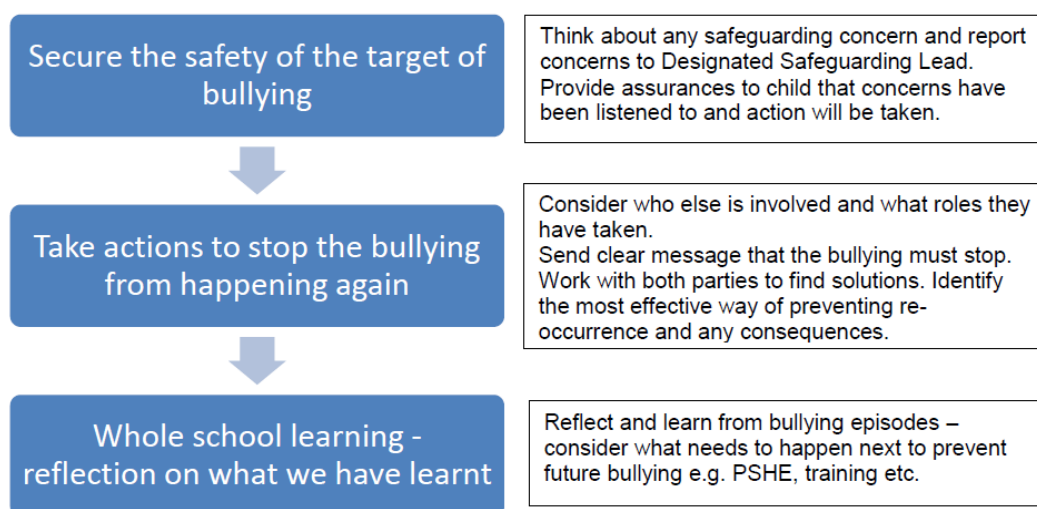 Secure the safety of the target of
bullying
Think about any safeguarding concern and report
concerns to Designated Safeguarding Lead.
Provide assurances to child that concerns have
been listened to and action will be taken.
Take actions to stop the bullying
from happening again
Consider who else is involved and what roles they
have taken.
Send clear message that the bullying must stop.
Work with both parties to find solutions. Identify
the most effective way of preventing re-
occurrence and any consequences.
Whole school learning -
reflection on what we have learnt
Reflect and learn from bullying episodes –
consider what needs to happen next to prevent
future bullying e.g. PSHE, training etc.